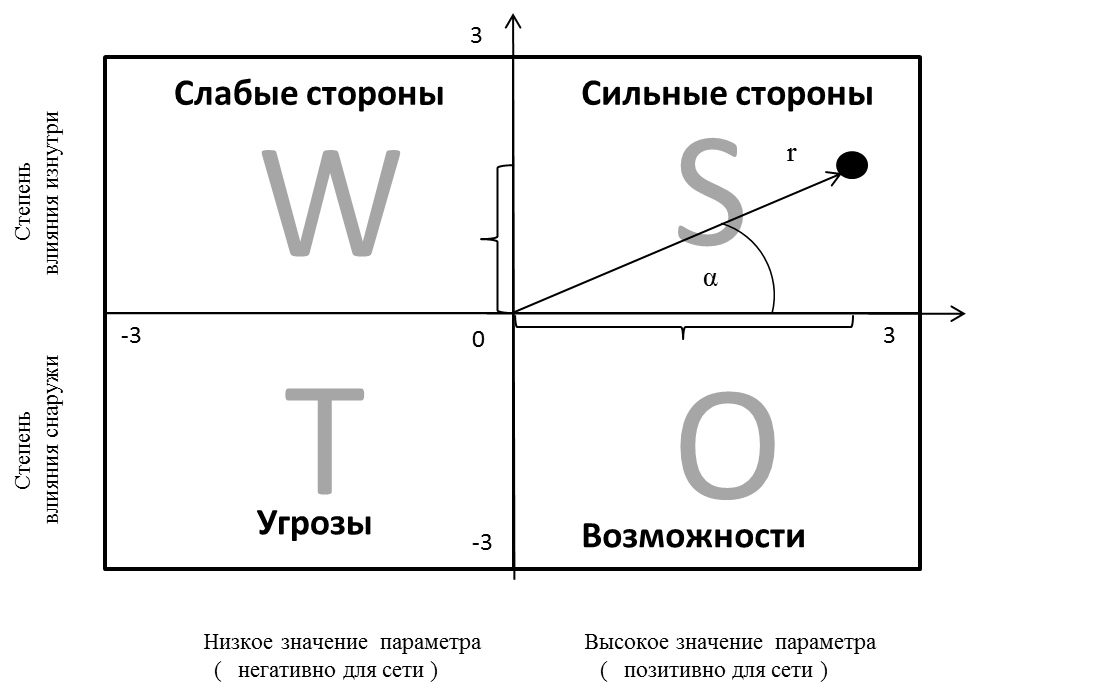 3
Слабые стороны
Сильные стороны
W
S
r
α
Степень
влияния изнутри
-3
0
3
Степень
влияния снаружи
T
O
Угрозы
Возможности
-3
Низкое значение параметра
( негативно для сети )
Высокое значение параметра
( позитивно для сети )